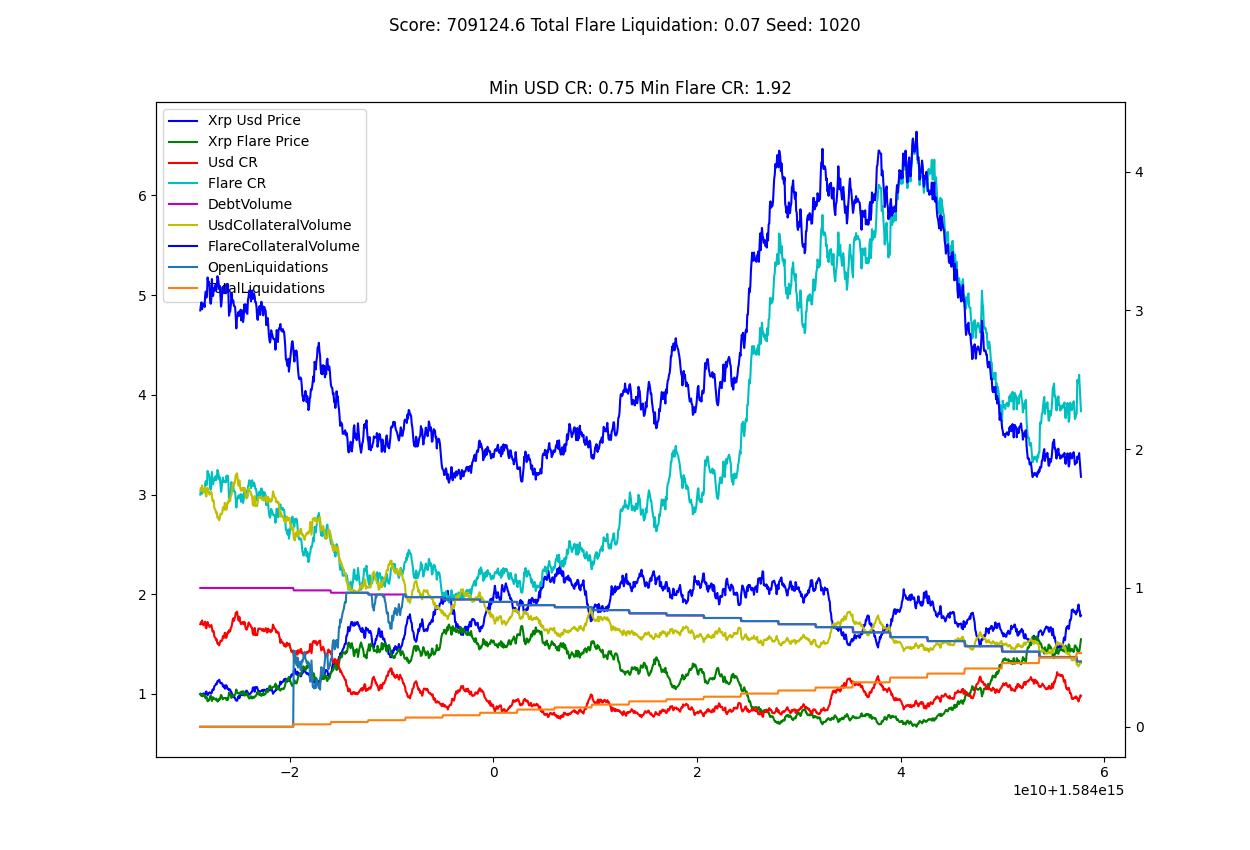 Score: 709124.6 Total Flare Liquidation: 0.07 Seed: 1020
Min USD CR: 0.75 Min Flare CR: 1.92
Xrp Usd Price
Xrp Flare Price
Usd CR
Flare CR
DebtVolume
UsdCollateralVolume
FlareCollateralVolume
OpenLiquidations
TotalLiquidations
6
5
4
3
2
1
4
3
2
1
0
−2
0
2
4
6
1e10+1.584e15